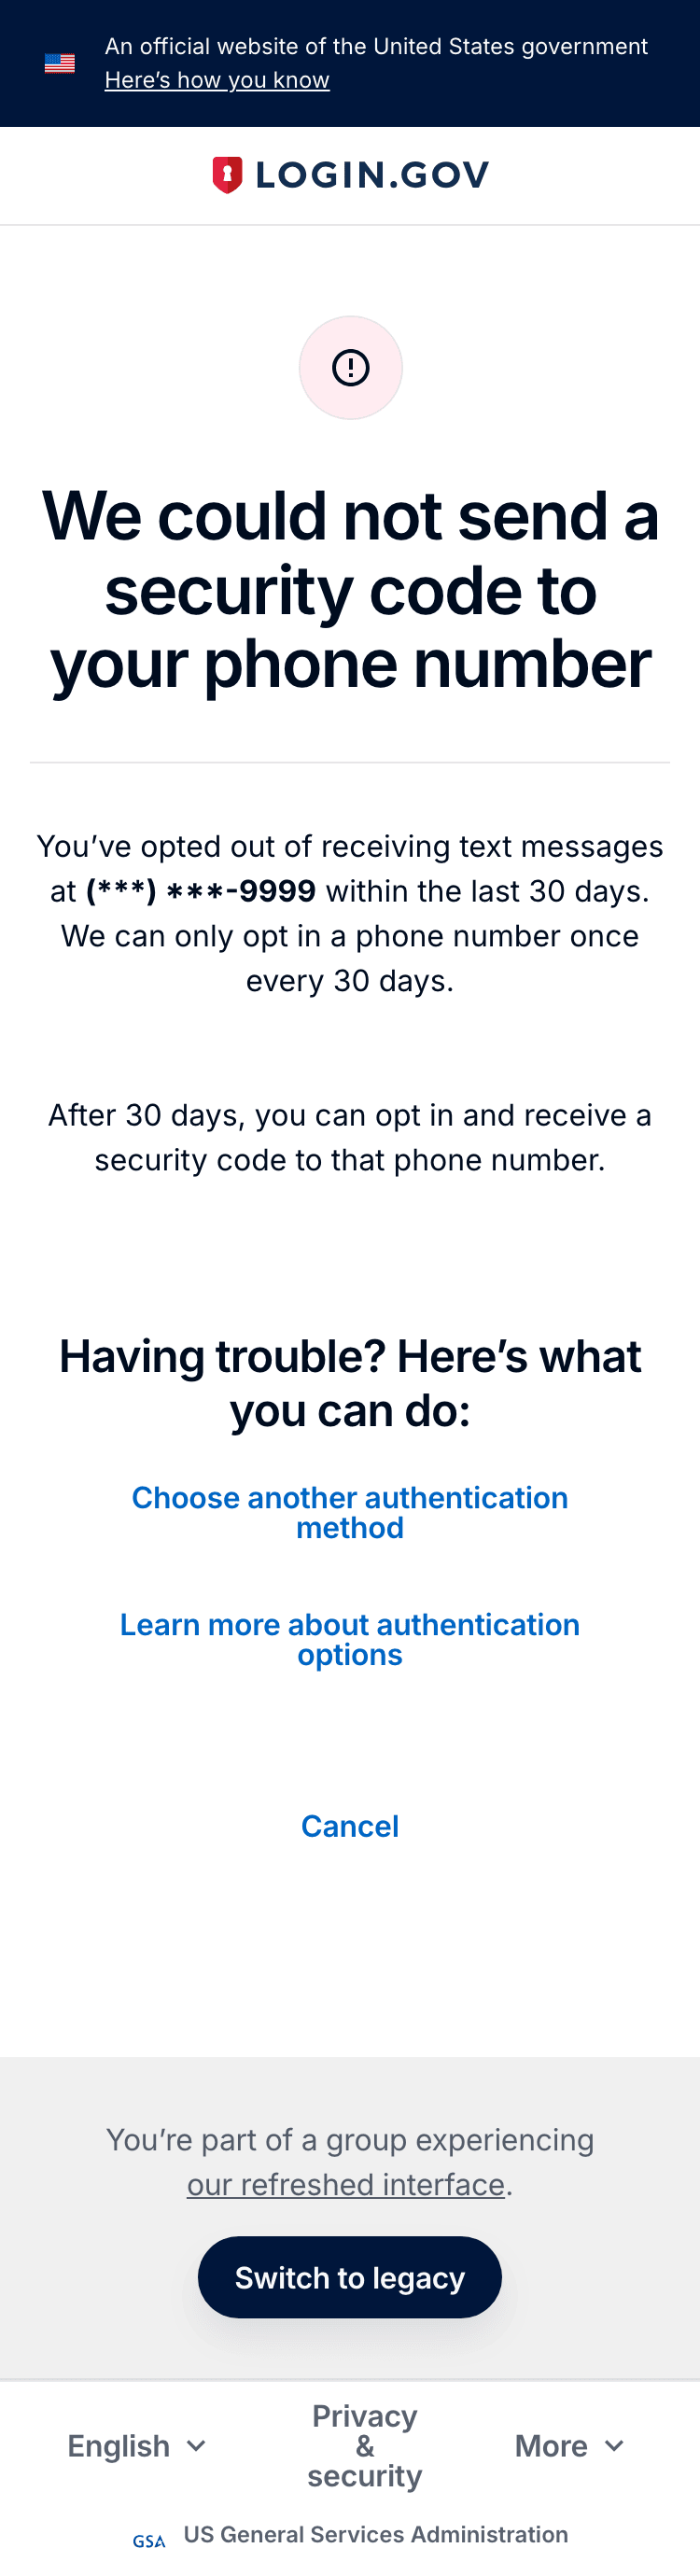 An official website of the United States government
Here’s how you know
LOGIN.GOV
We could not send a
security code to
your phone number
You’ve opted out of receiving text messages
at (***) ***-9999 within the last 30 days.
We can only opt in a phone number once
every 30 days.
After 30 days, you can opt in and receive a
security code to that phone number.
Having trouble? Here’s what
you can do:
Choose another authentication
method
Learn more about authentication
options
Cancel
You’re part of a group experiencing
our refreshed interface.
Switch to legacy
English
Privacy
&
security
More
GSA US General Services Administration